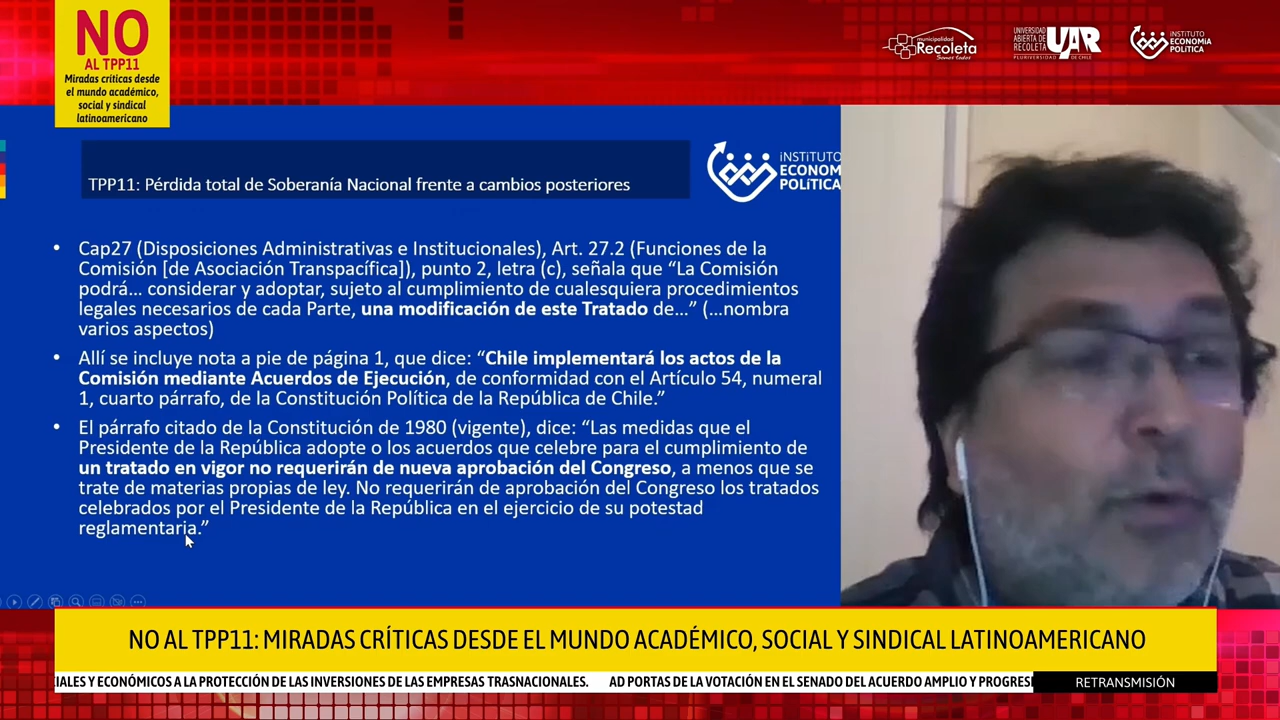 NO
AL TPP11
Miradas críticas desde
el mundo académico,
social y sindical
latinoamericano
municipalidad
Recoleta
Somos todos
UNIVERSIDAD
ABIERTA DE
RECOLETA
UAR
PLURIVERSIDAD DE CHILE
INSTITUTO
ECONOMÍA
POLÍTICA
TPP11: Pérdida total de Soberanía Nacional frente a cambios posteriores
INSTITUTO
ECONOM
POLÍTICA
• Cap27 (Disposiciones Administrativas e Institucionales), Art. 27.2 (Funciones de la
Comisión [de Asociación Transpacífica]), punto 2, letra (c), señala que “La Comisión
podrá... considerar y adoptar, sujeto al cumplimiento de cualesquiera procedimientos
legales necesarios de cada Parte, una modificación de este Tratado de...” (...nombra
varios aspectos)
• Allí se incluye nota a pie de página 1, que dice: “Chile implementará los actos de la
Comisión mediante Acuerdos de Ejecución, de conformidad con el Artículo 54, numeral
1, cuarto párrafo, de la Constitución Política de la República de Chile.”
• El párrafo citado de la Constitución de 1980 (vigente), dice: “Las medidas que el
Presidente de la República adopte o los acuerdos que celebre para el cumplimiento de
un tratado en vigor no requerirán de nueva aprobación del Congreso, a menos que se
trate de materias propias de ley. No requerirán de aprobación del Congreso los tratados
celebrados por el Presidente de la República en el ejercicio de su potestad
reglamentaria.”
NO AL TPP11: MIRADAS CRÍTICAS DESDE EL MUNDO ACADÉMICO, SOCIAL Y SINDICAL LATINOAMERICANO
IALES Y ECONÓMICOS A LA PROTECCIÓN DE LAS INVERSIONES DE LAS EMPRESAS TRASNACIONALES. AD PORTAS DE LA VOTACIÓN EN EL SENADO DEL ACUERDO AMPLIO Y PROGRESI
RETRANSMISIÓN